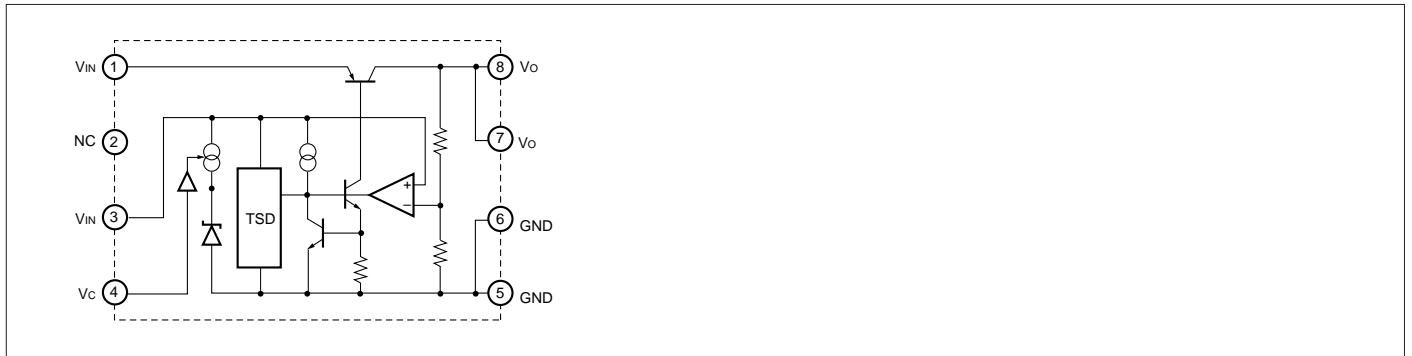 VIN 1
8 VO
NC 2
7 VO
+
−
VIN 3
TSD
6 GND
VC 4
5 GND